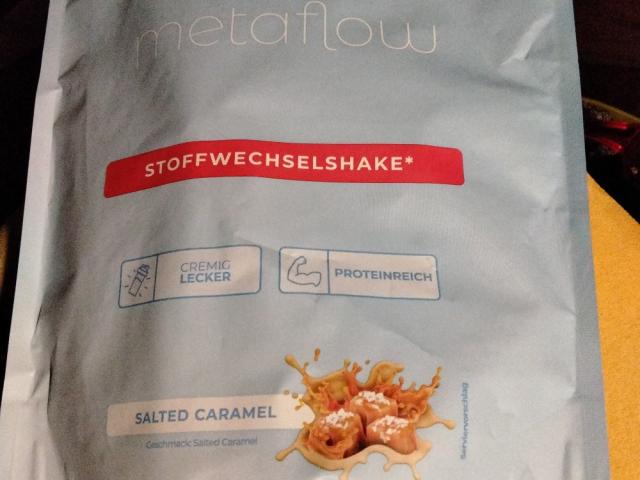 metaflow
STOFFWECHSELSHAKE*
CREMIG
LECKER
PROTEINREICH
SALTED CARAMEL
Geschmack: Salted Caramel
Serviervorschlag